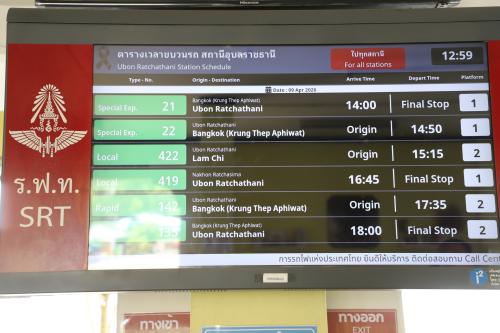 ตารางเวลาขบวนรถ สถานีอุบลราชธานี
Ubon Ratchathani Station Schedule
ไปทุกสถานี
For all stations
12:59
Type - No. Origin - Destination Arrive Time Depart Time Platform
Date : 09 Apr 2026
Special Exp. 21 Bangkok (Krung Thep Aphiwat) Ubon Ratchathani 14:00 Final Stop 1
Special Exp. 22 Ubon Ratchathani Bangkok (Krung Thep Aphiwat) Origin 14:50 1
Local 422 Ubon Ratchathani Lam Chi Origin 15:15 2
Local 419 Nakhon Ratchasima Ubon Ratchathani 16:45 Final Stop 1
Rapid 142 Ubon Ratchathani Bangkok (Krung Thep Aphiwat) Origin 17:35 2
Bangkok (Krung Thep Aphiwat) Ubon Ratchathani 18:00 Final Stop 2
ร.ฟ.ท.
SRT
การรถไฟแห่งประเทศไทย ยินดีให้บริการ ติดต่อสอบถาม Call Cent
ทางเข้า
ทางออก
EXIT